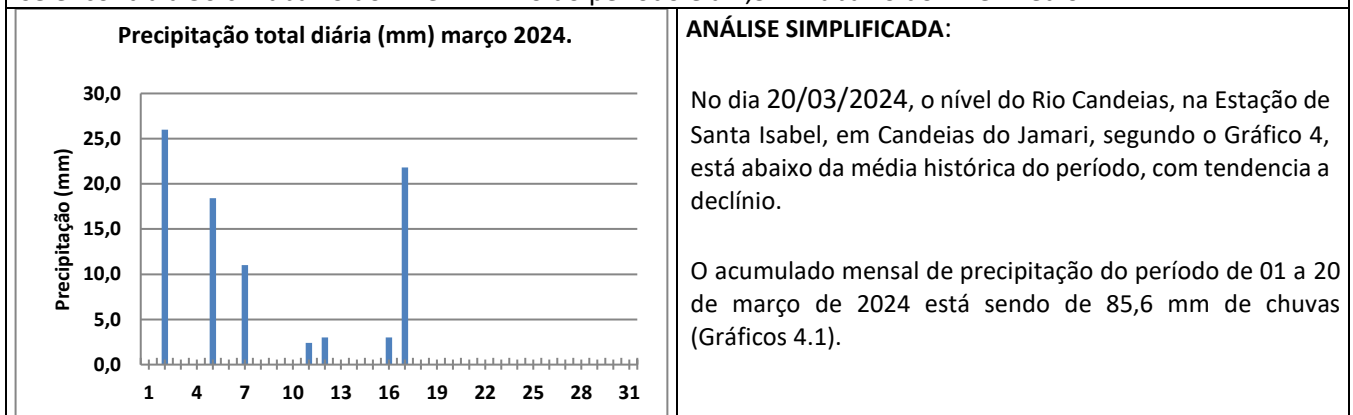 Precipitação total diária (mm) março 2024.
Precipitação (mm)
30,0
25,0
20,0
15,0
10,0
5,0
0,0
1 4 7 10 13 16 19 22 25 28 31
ANÁLISE SIMPLIFICADA:
No dia 20/03/2024, o nível do Rio Candeias, na Estação de
Santa Isabel, em Candeias do Jamari, segundo o Gráfico 4,
está abaixo da média histórica do período, com tendencia a
declínio.
O acumulado mensal de precipitação do período de 01 a 20
de março de 2024 está sendo de 85,6 mm de chuvas
(Gráficos 4.1).